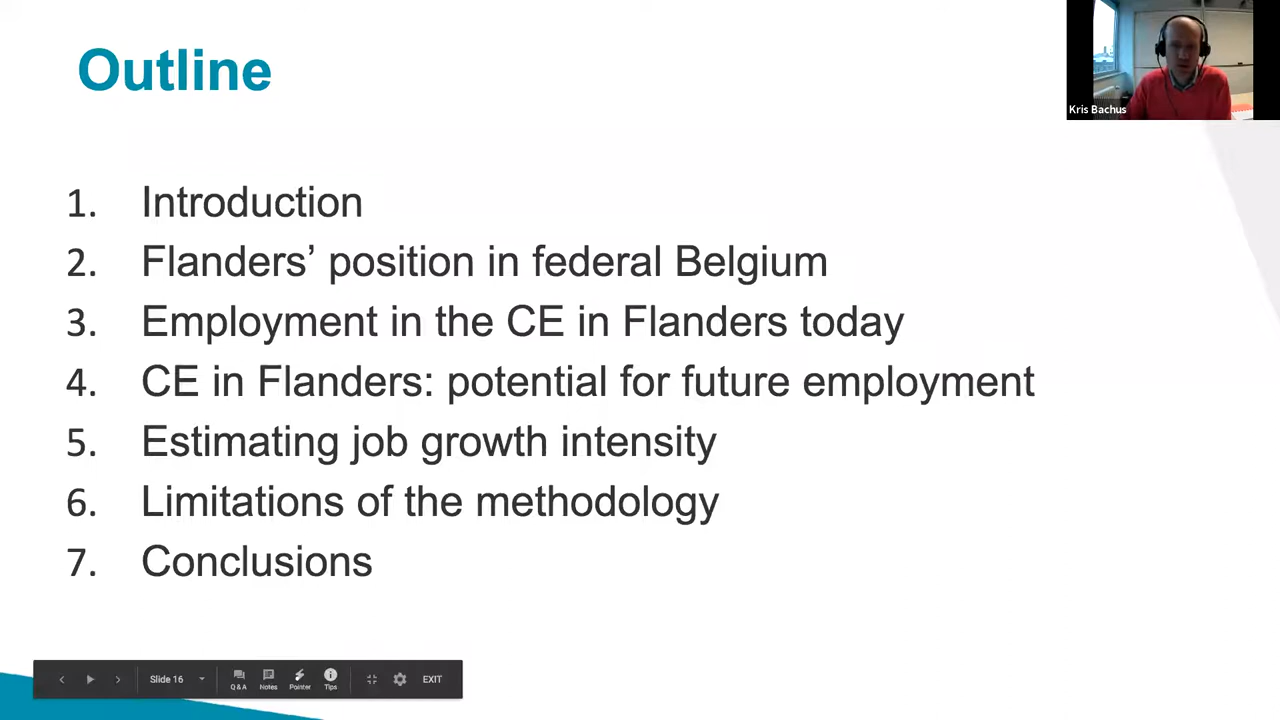 Outline
Kris Bachus
1. Introduction
2. Flanders’ position in federal Belgium
3. Employment in the CE in Flanders today
4. CE in Flanders: potential for future employment
5. Estimating job growth intensity
6. Limitations of the methodology
7. Conclusions
Slide 16
Q & A
Notes
Pointer
Tips
EXIT